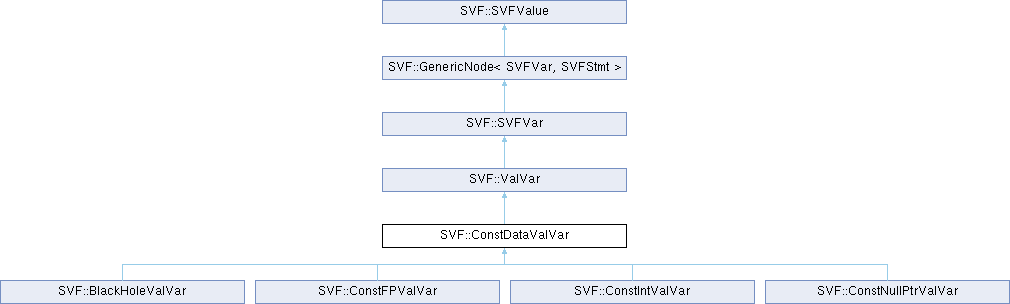 SVF::SVFValue
SVF::GenericNode< SVFVar, SVFStmt >
SVF::SVFVar
SVF::ValVar
SVF::ConstDataValVar
SVF::BlackHoleValVar
SVF::ConstFPValVar
SVF::ConstIntValVar
SVF::ConstNullPtrValVar